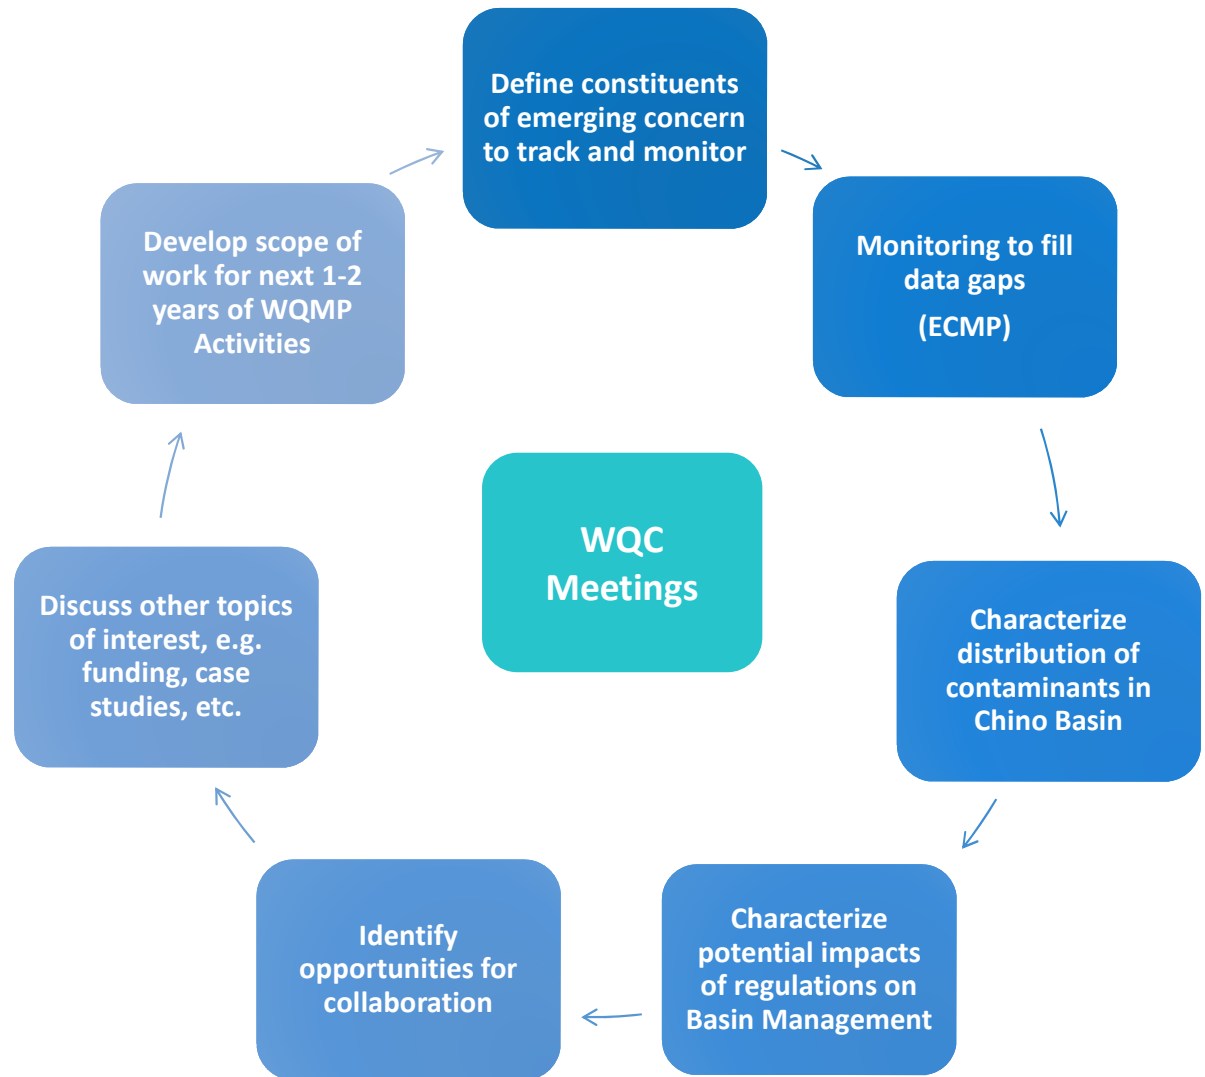 Define constituents
of emerging concern
to track and monitor
Monitoring to fill
data gaps
(ECMP)
Characterize
distribution of
contaminants in
Chino Basin
Characterize
potential impacts
of regulations on
Basin Management
Identify
opportunities for
collaboration
Discuss other topics
of interest, e.g.
funding, case
studies, etc.
Develop scope of
work for next 1-2
years of WQMP
Activities
WQC
Meetings